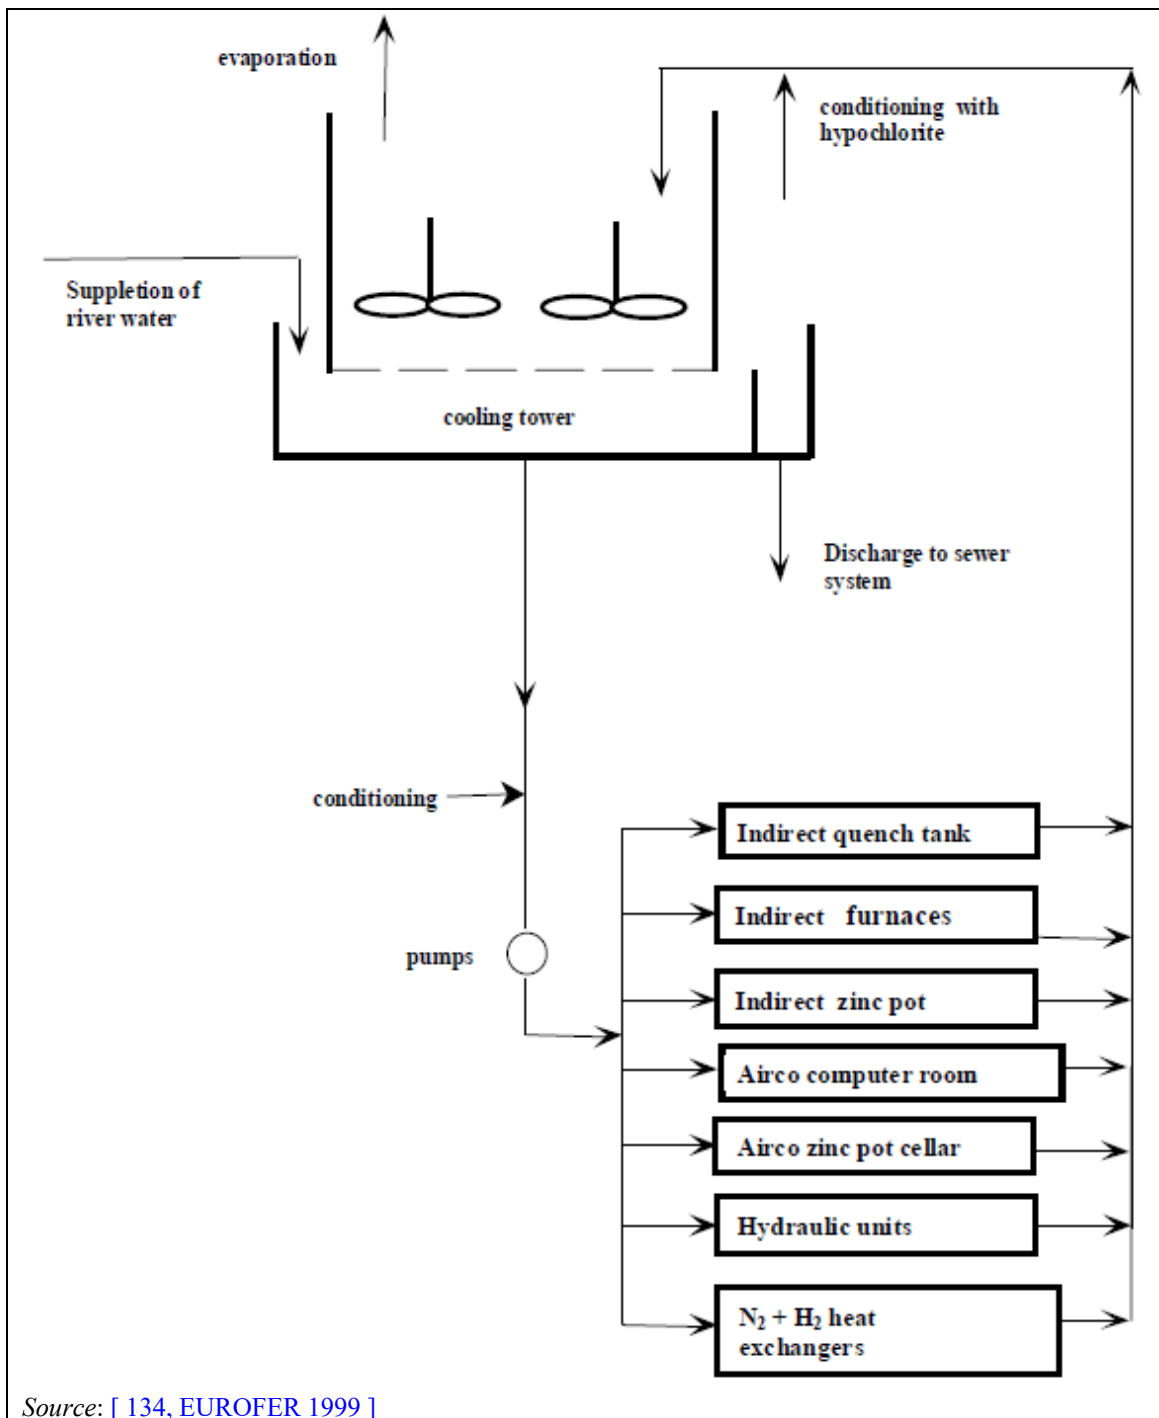 evaporation
conditioning with
hypochlorite
Suppletion of
river water
cooling tower
Discharge to sewer
system
conditioning
pumps
Indirect quench tank
Indirect furnaces
Indirect zinc pot
Airco computer room
Airco zinc pot cellar
Hydraulic units
N₂ + H₂ heat
exchangers
Source: [ 134, EUROFER 1999 ]